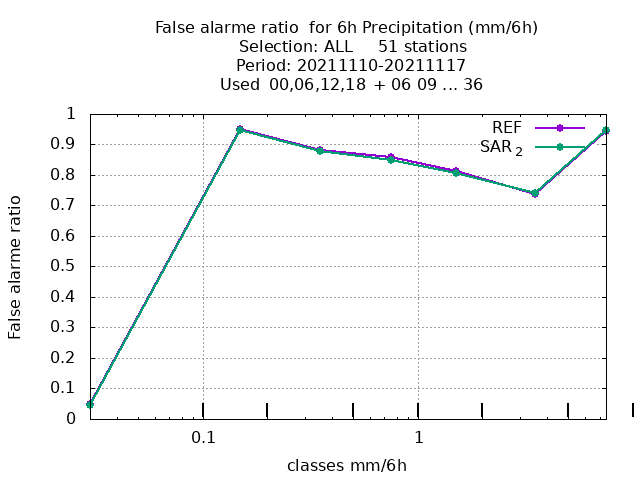 False alarme ratio  for 6h Precipitation (mm/6h)
Selection: ALL     51 stations
Period: 20211110-20211117
Used  00,06,12,18  + 06 09 ... 36
REF
SAR 2
1
0.9
0.8
0.7
0.6
0.5
0.4
0.3
0.2
0.1
0
False alarme ratio
0.1
1
classes mm/6h